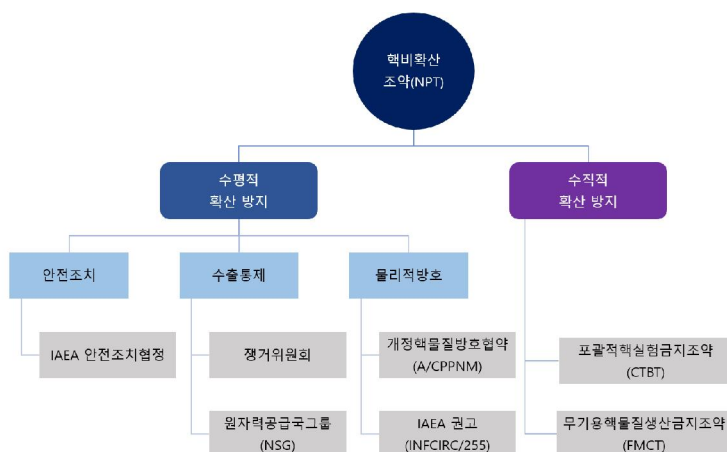 핵비확산
조약(NPT)
수평적
확산 방지
수직적
확산 방지
안전조치
수출통제
물리적방호
IAEA 안전조치협정
쟁거위원회
개정핵물질방호협약
(A/CPPNM)
포괄적핵실험금지조약
(CTBT)
원자력공급국그룹
(NSG)
IAEA 권고
(INFCIRC/255)
무기용핵물질생산금지조약
(FMCT)